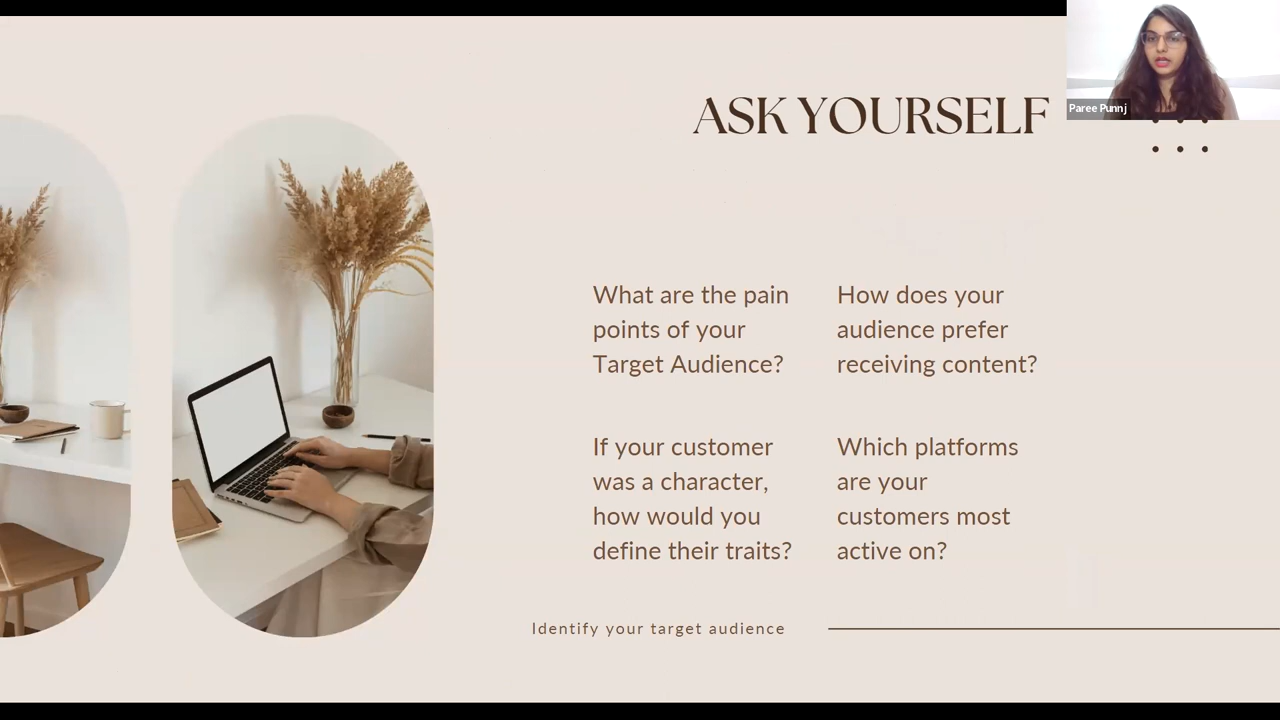 Paree Punnj
ASK YOURSELF
What are the pain
points of your
Target Audience?
How does your
audience prefer
receiving content?
If your customer
was a character,
how would you
define their traits?
Which platforms
are your
customers most
active on?
Identify your target audience